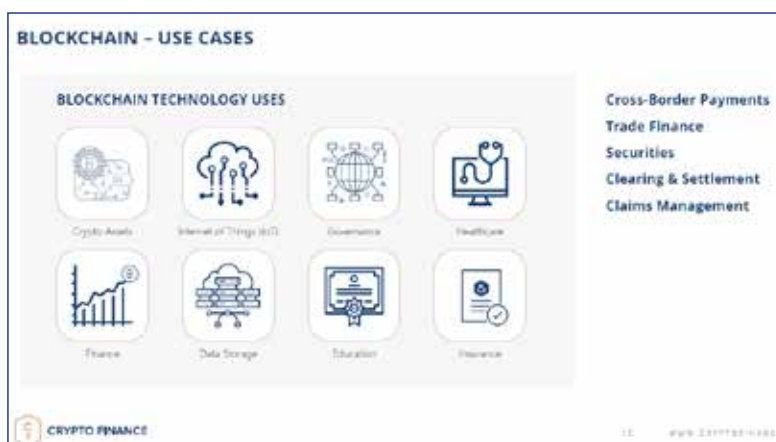 BLOCKCHAIN – USE CASES
BLOCKCHAIN TECHNOLOGY USES
Crypto Assets
Internet of Things (IoT)
Governance
Healthcare
Finance
Data Storage
Education
Insurance
Cross-Border Payments
Trade Finance
Securities
Clearing & Settlement
Claims Management
CRYPTO FINANCE